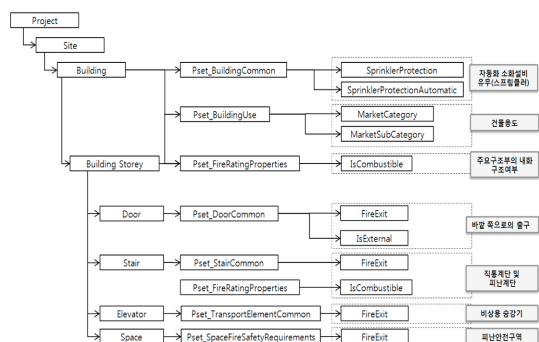 Project
Site
Building
Pset_BuildingCommon
SprinklerProtection
SprinklerProtectionAutomatic
자동화 소화설비
유무(스프링클러)
Pset_BuildingUse
MarketCategory
MarketSubCategory
건물용도
Building Storey
Pset_FireRatingProperties
IsCombustible
주요구조부의 내화
구조여부
Door
Pset_DoorCommon
FireExit
IsExternal
바깥 쪽으로의 출구
Stair
Pset_StairCommon
FireExit
Pset_FireRatingProperties
IsCombustible
직통계단 및
피난계단
Elevator
Pset_TransportElementCommon
FireExit
비상용 승강기
Space
Pset_SpaceFireSafetyRequirements
FireExit
피난안전구역